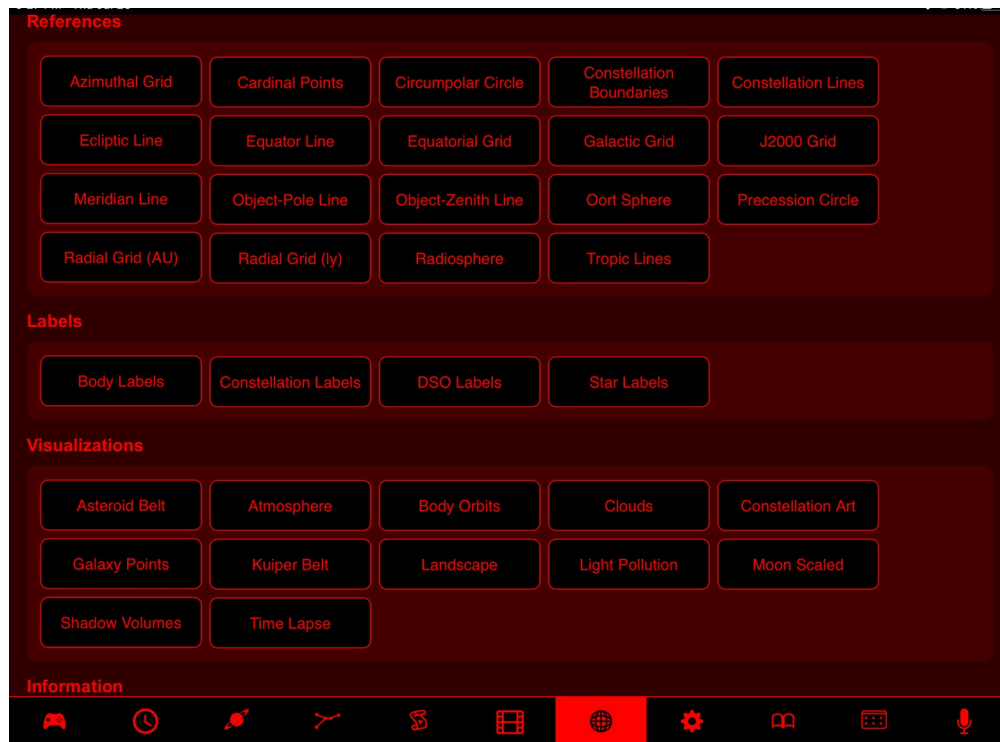 References
Azimuthal Grid
Cardinal Points
Circumpolar Circle
Constellation
Boundaries
Constellation Lines
Ecliptic Line
Equator Line
Equatorial Grid
Galactic Grid
J2000 Grid
Meridian Line
Object-Pole Line
Object-Zenith Line
Oort Sphere
Precession Circle
Radial Grid (AU)
Radial Grid (ly)
Radiosphere
Tropic Lines
Labels
Body Labels
Constellation Labels
DSO Labels
Star Labels
Visualizations
Asteroid Belt
Atmosphere
Body Orbits
Clouds
Constellation Art
Galaxy Points
Kuiper Belt
Landscape
Light Pollution
Moon Scaled
Shadow Volumes
Time Lapse
Information